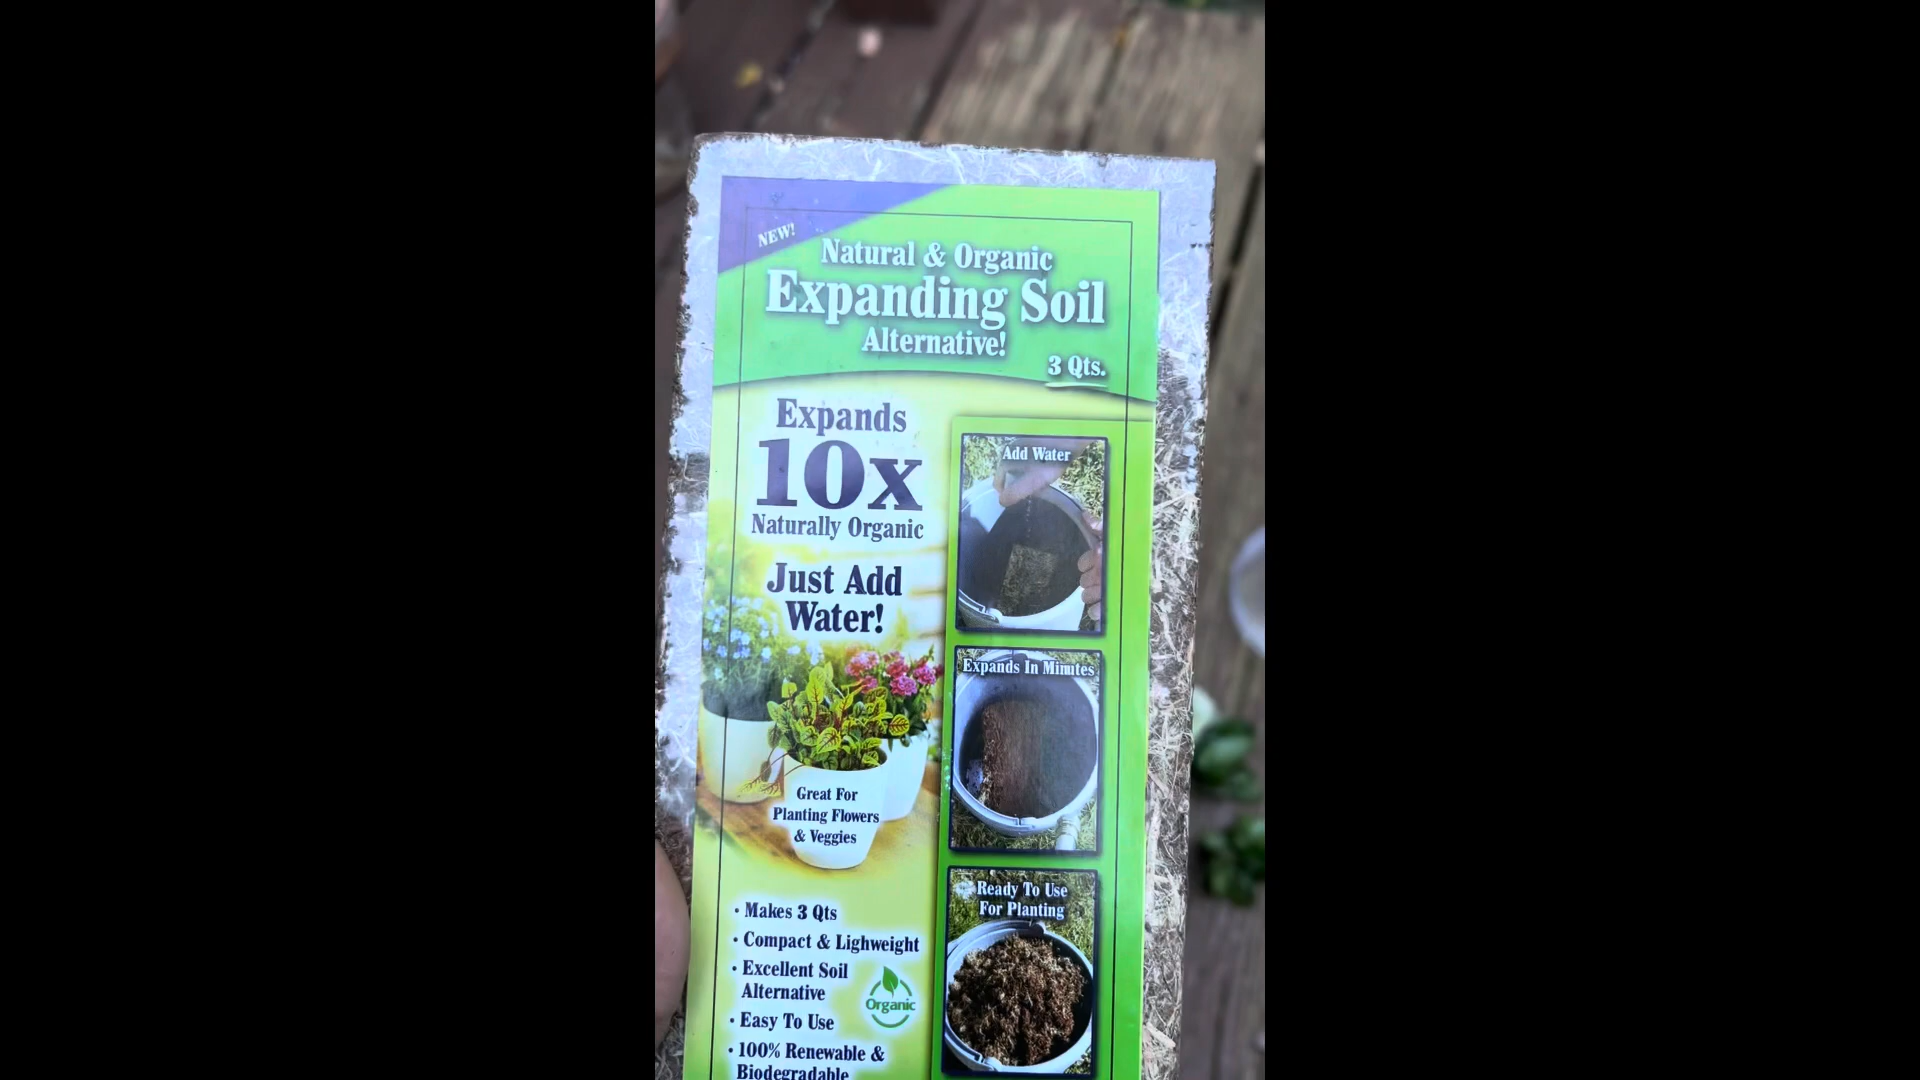 NEW!
Natural & Organic
Expanding Soil
Alternative!
3 Qts.
Expands
10x
Naturally Organic
Just Add
Water!
Great For
Planting Flowers
& Veggies
• Makes 3 Qts
• Compact & Lighweight
• Excellent Soil
Alternative
• Easy To Use
• 100% Renewable &
Biodegradable
Organic
Add Water
Expands In Minutes
Ready To Use
For Planting